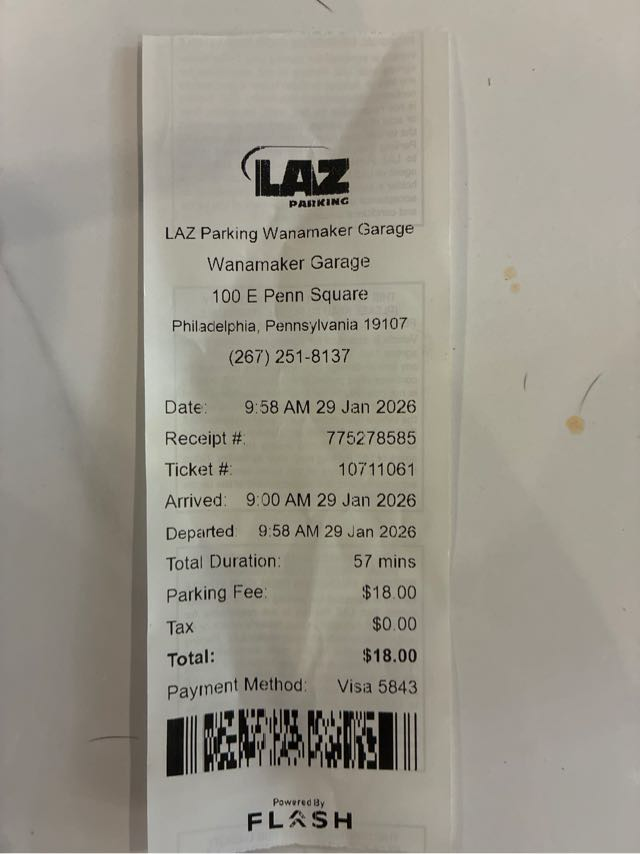 LAZ
PARKING
LAZ Parking Wanamaker Garage
Wanamaker Garage
100 E Penn Square
Philadelphia, Pennsylvania 19107
(267) 251-8137
Date: 9:58 AM 29 Jan 2026
Receipt #: 775278585
Ticket #: 10711061
Arrived: 9:00 AM 29 Jan 2026
Departed: 9:58 AM 29 Jan 2026
Total Duration: 57 mins
Parking Fee: $18.00
Tax $0.00
Total: $18.00
Payment Method: Visa 5843
Powered By
FLASH